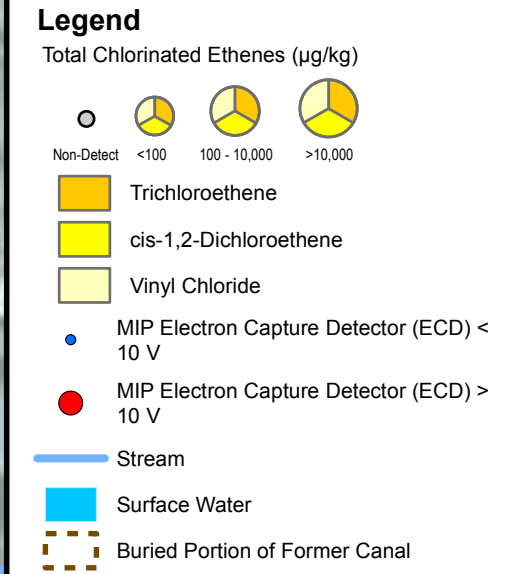 Legend
Total Chlorinated Ethenes (µg/kg)
Non-Detect <100 100 - 10,000 >10,000
Trichloroethene
cis-1,2-Dichloroethene
Vinyl Chloride
MIP Electron Capture Detector (ECD) <
10 V
MIP Electron Capture Detector (ECD) >
10 V
Stream
Surface Water
Buried Portion of Former Canal